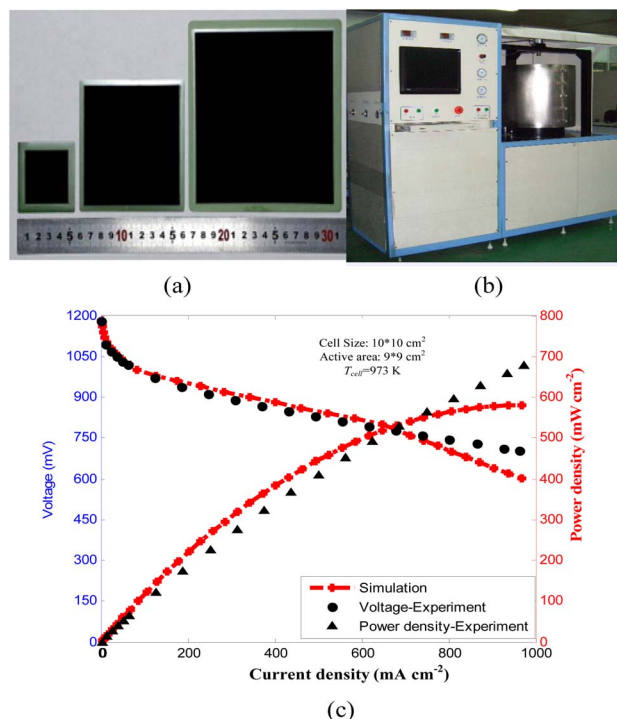 1 2 3 4 5 6 7 8 9 10 1 2 3 4 5 6 7 8 9 20 1 2 3 4 5 6 7 8 9 30 1
(a)
(b)
1200
1050
900
750
600
450
300
150
0
Voltage (mV)
Cell Size: 10*10 cm²
Active area: 9*9 cm²
Tcell=973 K
800
700
600
500
400
300
200
100
0
Power density (mW cm⁻²)
Simulation
Voltage-Experiment
Power density-Experiment
0
200
400
600
800
1000
Current density (mA cm⁻²)
(c)